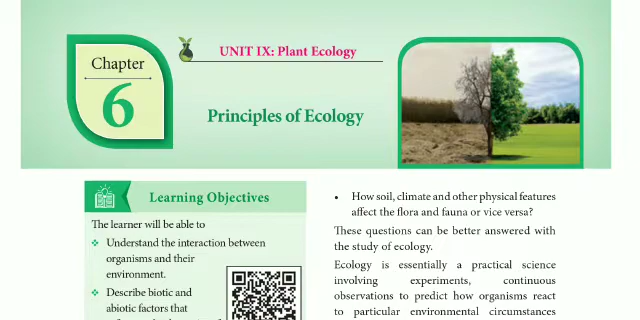 Chapter
6
UNIT IX: Plant Ecology
Principles of Ecology
Learning Objectives
The learner will be able to
Understand the interaction between
organisms and their
environment.
Describe biotic and
abiotic factors that
• How soil, climate and other physical features
affect the flora and fauna or vice versa?
These questions can be better answered with
the study of ecology.
Ecology is essentially a practical science
involving experiments, continuous
observations to predict how organisms react
to particular environmental circumstances